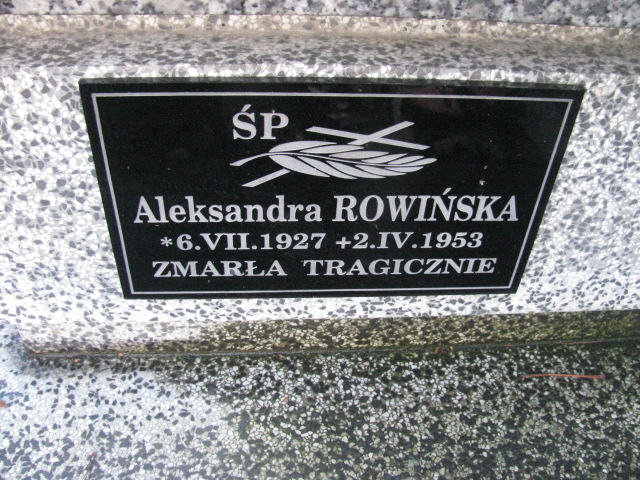 ŚP
Aleksandra ROWIŃSKA
*6.VII.1927 +2.IV.1953
ZMARŁA TRAGICZNIE